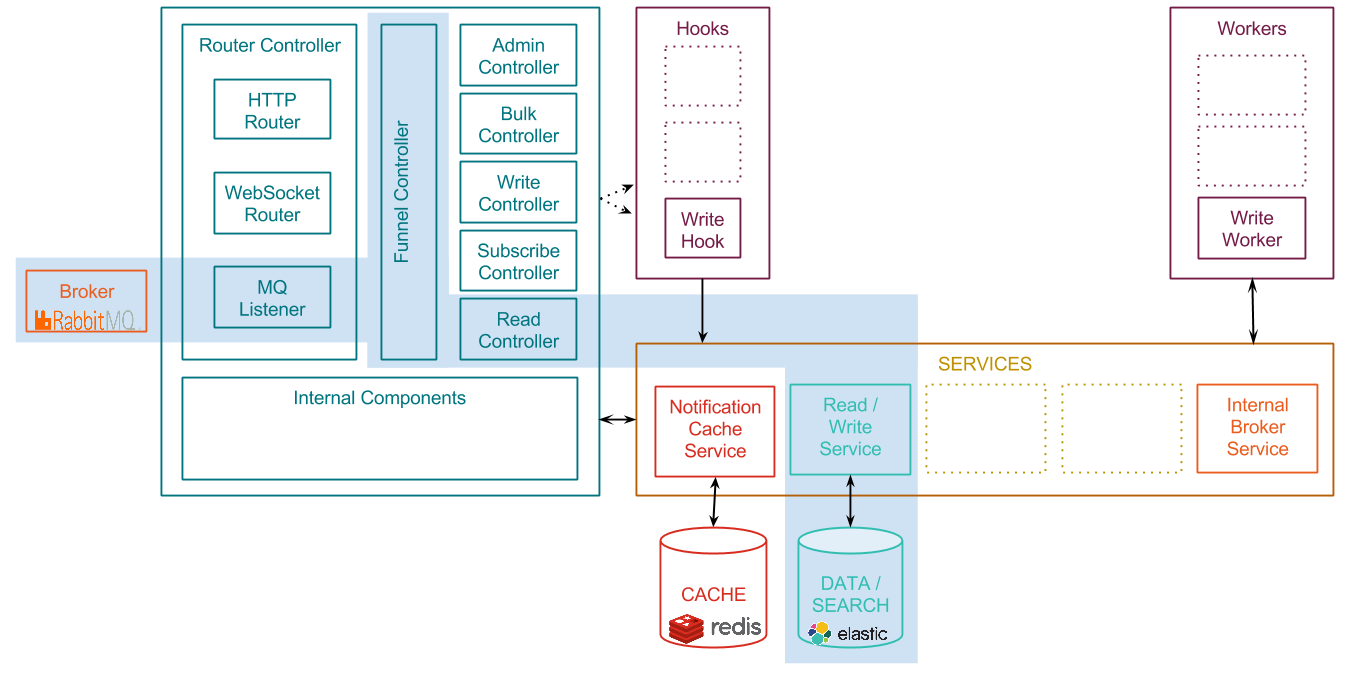 Router Controller
HTTP
Router
WebSocket
Router
MQ
Listener
Broker
RabbitMQ
Funnel Controller
Admin
Controller
Bulk
Controller
Write
Controller
Subscribe
Controller
Read
Controller
Internal Components
Hooks
Write
Hook
Workers
Write
Worker
SERVICES
Notification
Cache
Service
Read /
Write
Service
Internal
Broker
Service
CACHE
redis
DATA /
SEARCH
elastic